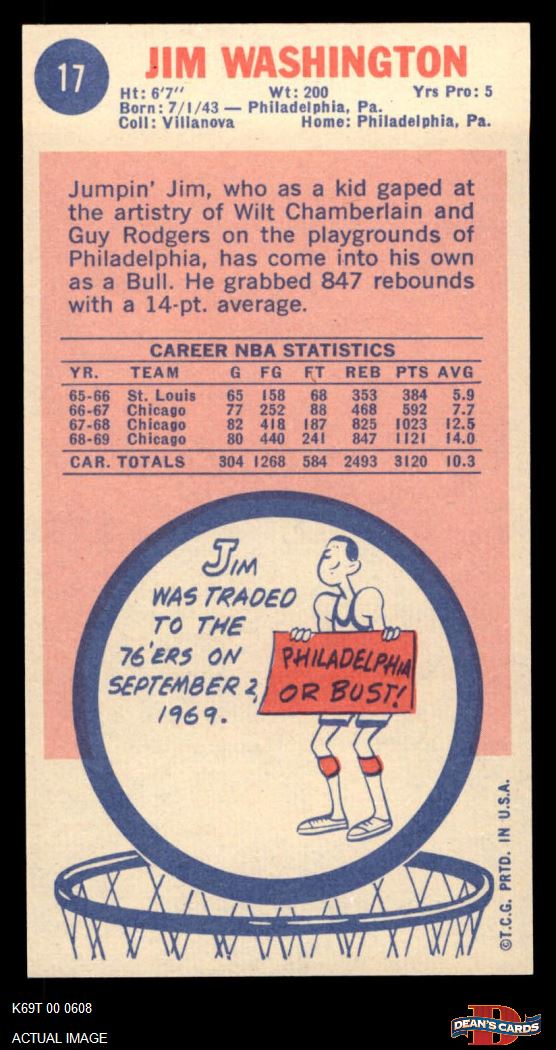 17
JIM WASHINGTON
Ht: 6'7" Wt: 200 Yrs Pro: 5
Born: 7/1/43 — Philadelphia, Pa.
Coll: Villanova Home: Philadelphia, Pa.
Jumpin' Jim, who as a kid gaped at
the artistry of Wilt Chamberlain and
Guy Rodgers on the playgrounds of
Philadelphia, has come into his own
as a Bull. He grabbed 847 rebounds
with a 14-pt. average.
CAREER NBA STATISTICS
YR. TEAM G FG FT REB PTS AVG
65-66 St. Louis 65 158 68 353 384 5.9
66-67 Chicago 77 252 88 468 592 7.7
67-68 Chicago 82 418 187 825 1023 12.5
68-69 Chicago 80 440 241 847 1121 14.0
CAR. TOTALS 304 1268 584 2493 3120 10.3
JIM
WAS TRADED
TO THE
76'ERS ON
SEPTEMBER 2,
1969.
PHILADELPHIA
OR BUST!
©T.C.G. PRTD. IN U.S.A.
K69T 00 0608
ACTUAL IMAGE
D
DEAN'S CARDS